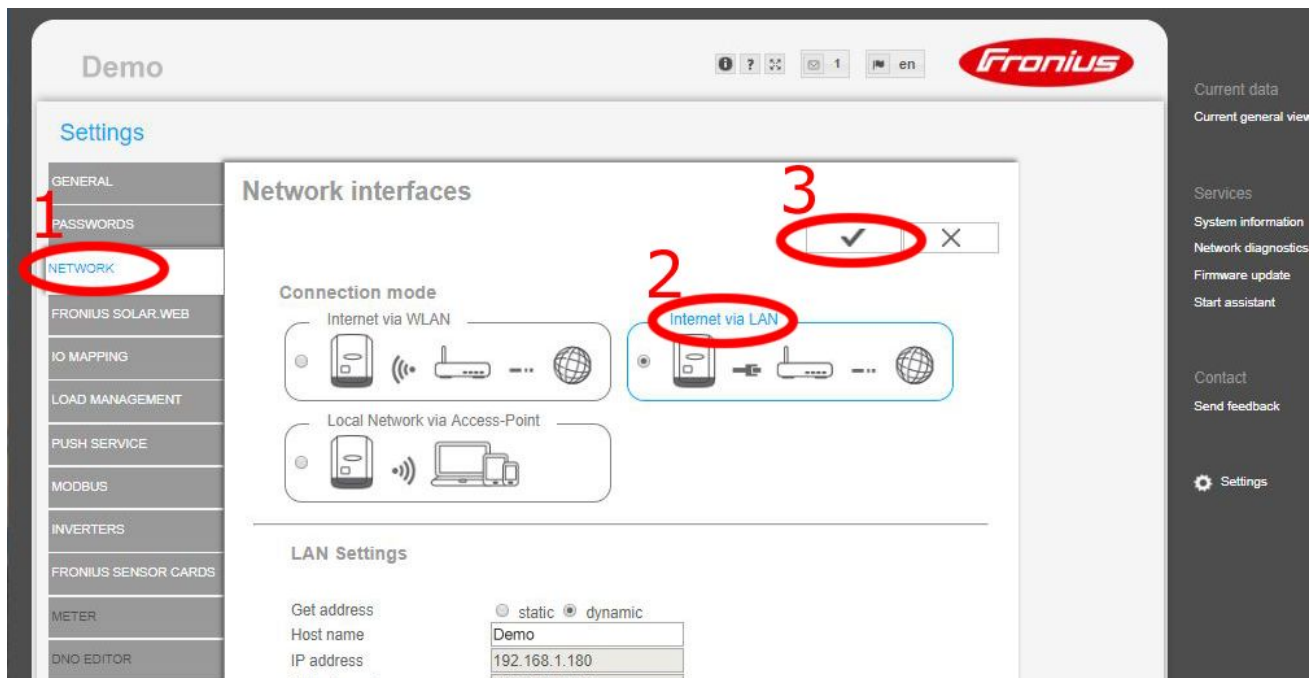 Demo
1
en
Fronius
Settings
GENERAL
PASSWORDS
NETWORK
FRONIUS SOLAR.WEB
IO MAPPING
LOAD MANAGEMENT
PUSH SERVICE
MODBUS
INVERTERS
FRONIUS SENSOR CARDS
METER
DNO EDITOR
1
Network interfaces
3
2
Connection mode
Internet via WLAN
Internet via LAN
Local Network via Access-Point
LAN Settings
Get address static dynamic
Host name Demo
IP address 192.168.1.180
Current data
Current general view
Services
System information
Network diagnostics
Firmware update
Start assistant
Contact
Send feedback
Settings